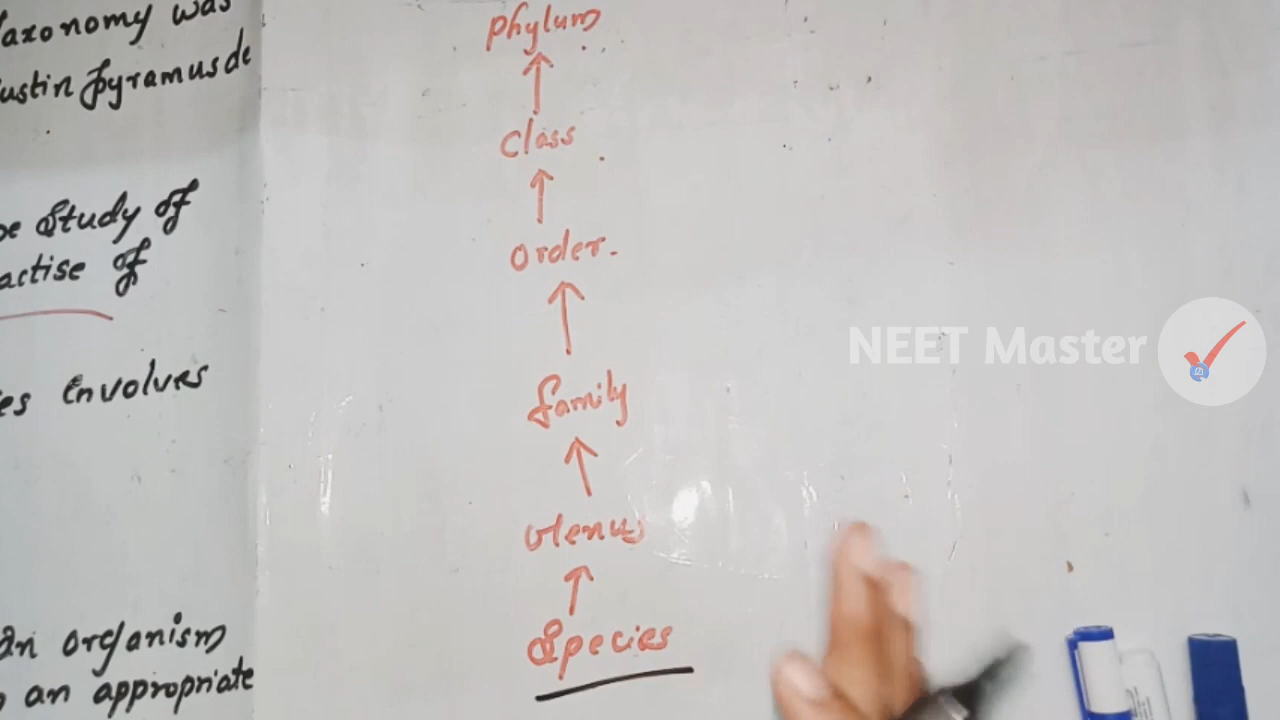 axonomy was
ustin pyramus de
Study of
actise of
es involves
an organism
an appropriate
Phylum
Class
Order.
family
Genus
Species
NEET Master